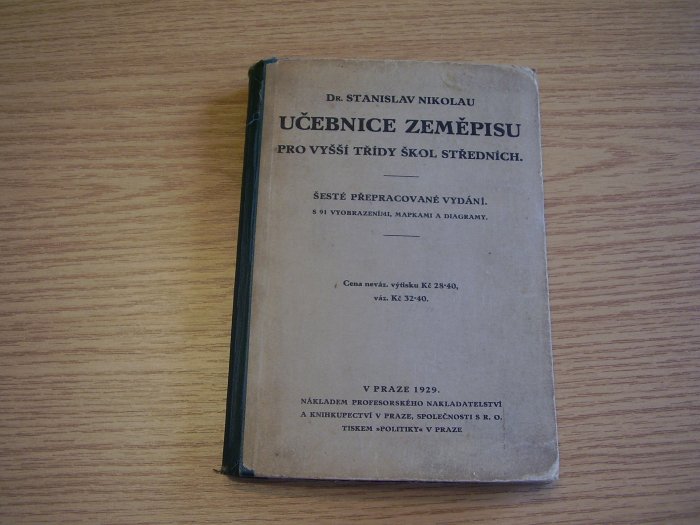 Dr. STANISLAV NIKOLAU
UČEBNICE ZEMĚPISU
PRO VYŠŠÍ TŘÍDY ŠKOL STŘEDNÍCH.
ŠESTÉ PŘEPRACOVANÉ VYDÁNÍ.
S 91 VYOBRAZENÍMI, MAPKAMI A DIAGRAMY.
Cena neváz. výtisku Kč 28·40,
váz. Kč 32·40.
V PRAZE 1929.
NÁKLADEM PROFESORSKÉHO NAKLADATELSTVÍ
A KNIHKUPECTVÍ V PRAZE, SPOLEČNOSTI S R. O.
TISKEM »POLITIKY« V PRAZE